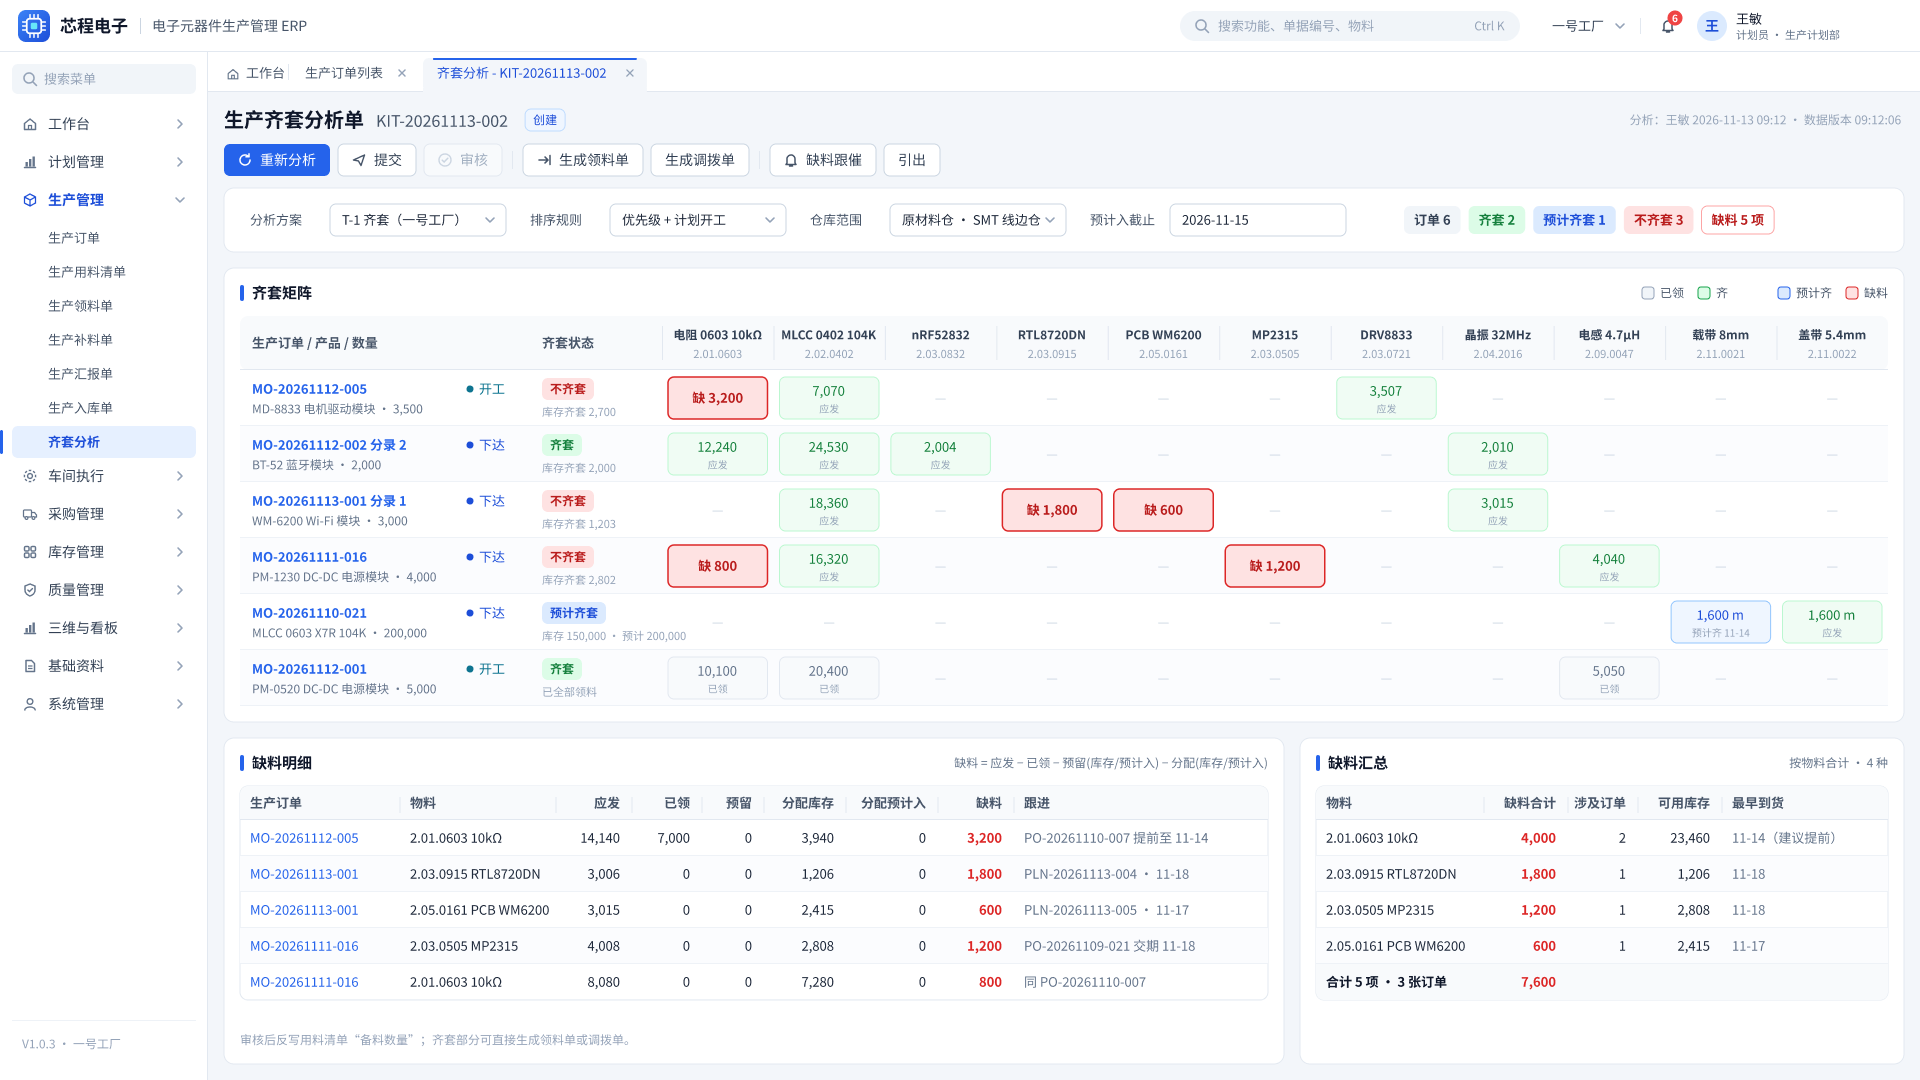 芯程电子
电子元器件生产管理 ERP
搜索功能、单据编号、物料
Ctrl K
一号工厂
6
王
王敏
计划员 · 生产计划部
搜索菜单
工作台
计划管理
生产管理
生产订单
生产用料清单
生产领料单
生产补料单
生产汇报单
生产入库单
齐套分析
车间执行
采购管理
库存管理
质量管理
三维与看板
基础资料
系统管理
V1.0.3 · 一号工厂
工作台
生产订单列表
齐套分析 - KIT-20261113-002
生产齐套分析单 KIT-20261113-002 创建
分析：王敏 2026-11-13 09:12 · 数据版本 09:12:06
重新分析 提交 审核 生成领料单 生成调拨单 缺料跟催 引出
分析方案 T-1 齐套（一号工厂） 排序规则 优先级 + 计划开工 仓库范围 原材料仓 · SMT 线边仓 预计入截止 2026-11-15
订单 6 齐套 2 预计齐套 1 不齐套 3 缺料 5 项
齐套矩阵
已领 齐 预计齐 缺料
生产订单 / 产品 / 数量 齐套状态 电阻 0603 10kΩ MLCC 0402 104K nRF52832 RTL8720DN PCB WM6200 MP2315 DRV8833 晶振 32MHz 电感 4.7µH 载带 8mm 盖带 5.4mm
2.01.0603 2.02.0402 2.03.0832 2.03.0915 2.05.0161 2.03.0505 2.03.0721 2.04.2016 2.09.0047 2.11.0021 2.11.0022
MO-20261112-005 开工 不齐套 缺 3,200 7,070 — — — — 3,507 — — — —
MD-8833 电机驱动模块 · 3,500 库存齐套 2,700 应发 应发
MO-20261112-002 分录 2 下达 齐套 12,240 24,530 2,004 — — — — 2,010 — — —
BT-52 蓝牙模块 · 2,000 库存齐套 2,000 应发 应发 应发 应发
MO-20261113-001 分录 1 下达 不齐套 — 18,360 — 缺 1,800 缺 600 — — 3,015 — — —
WM-6200 Wi-Fi 模块 · 3,000 库存齐套 1,203 应发 应发
MO-20261111-016 下达 不齐套 缺 800 16,320 — — — 缺 1,200 — — 4,040 — —
PM-1230 DC-DC 电源模块 · 4,000 库存齐套 2,802 应发 应发
MO-20261110-021 下达 预计齐套 — — — — — — — — — 1,600 m 1,600 m
MLCC 0603 X7R 104K · 200,000 库存 150,000 · 预计 200,000 预计齐 11-14 应发
MO-20261112-001 开工 齐套 10,100 20,400 — — — — — — 5,050 — —
PM-0520 DC-DC 电源模块 · 5,000 已全部领料 已领 已领 已领
缺料明细
缺料 = 应发 − 已领 − 预留(库存/预计入) − 分配(库存/预计入)
生产订单 物料 应发 已领 预留 分配库存 分配预计入 缺料 跟进
MO-20261112-005 2.01.0603 10kΩ 14,140 7,000 0 3,940 0 3,200 PO-20261110-007 提前至 11-14
MO-20261113-001 2.03.0915 RTL8720DN 3,006 0 0 1,206 0 1,800 PLN-20261113-004 · 11-18
MO-20261113-001 2.05.0161 PCB WM6200 3,015 0 0 2,415 0 600 PLN-20261113-005 · 11-17
MO-20261111-016 2.03.0505 MP2315 4,008 0 0 2,808 0 1,200 PO-20261109-021 交期 11-18
MO-20261111-016 2.01.0603 10kΩ 8,080 0 0 7,280 0 800 同 PO-20261110-007
审核后反写用料清单“备料数量”；齐套部分可直接生成领料单或调拨单。
缺料汇总
按物料合计 · 4 种
物料 缺料合计 涉及订单 可用库存 最早到货
2.01.0603 10kΩ 4,000 2 23,460 11-14（建议提前）
2.03.0915 RTL8720DN 1,800 1 1,206 11-18
2.03.0505 MP2315 1,200 1 2,808 11-18
2.05.0161 PCB WM6200 600 1 2,415 11-17
合计 5 项 · 3 张订单 7,600